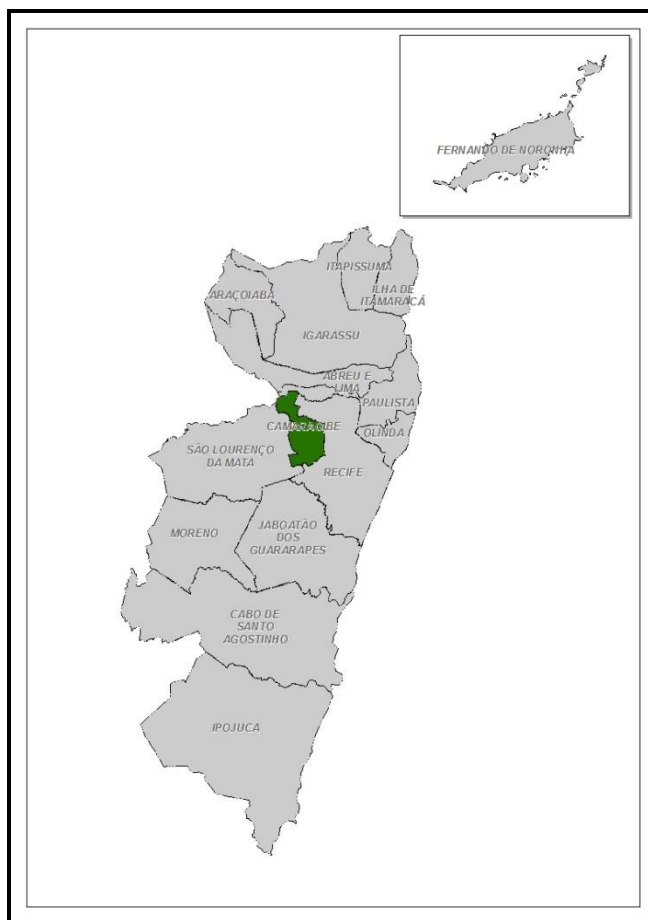 FERNANDO DE NORONHA
ITAPISSUMA
ARAÇOIABA
ILHA DE
ITAMARACÁ
IGARASSU
ABREU E
LIMA
PAULISTA
CAMARAGIBE
OLINDA
SÃO LOURENÇO
DA MATA
RECIFE
MORENO
JABOATÃO
DOS
GUARARAPES
CABO DE
SANTO
AGOSTINHO
IPOJUCA